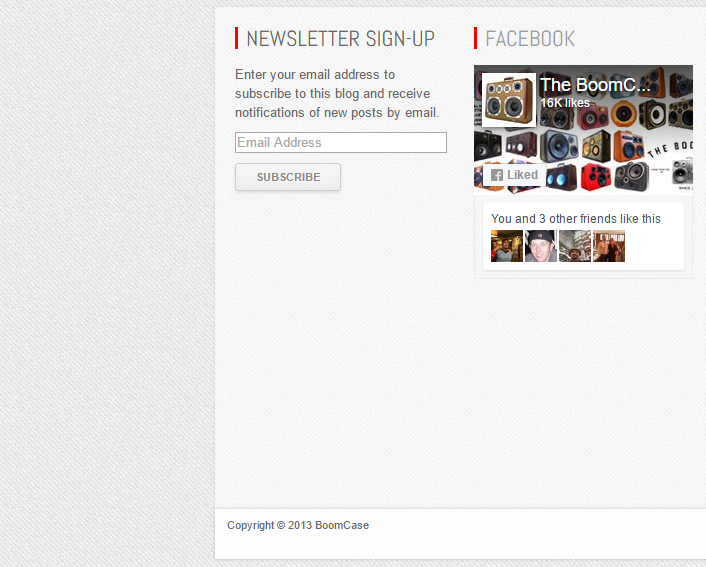 NEWSLETTER SIGN-UP
Enter your email address to
subscribe to this blog and receive
notifications of new posts by email.
Email Address
SUBSCRIBE
FACEBOOK
The BoomC...
16K likes
THE BOO
Liked
You and 3 other friends like this
Copyright © 2013 BoomCase